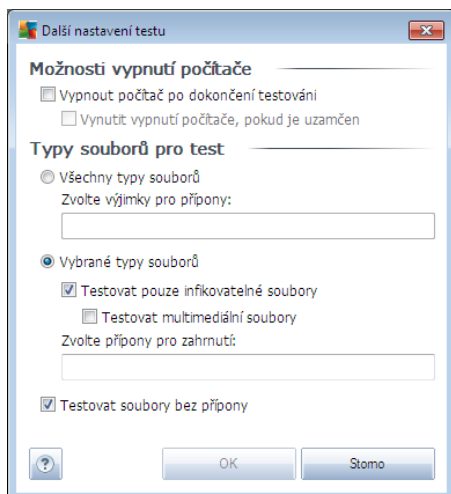 Další nastavení testu
Možnosti vypnutí počítače
Vypnout počítač po dokončení testováni
Vynutit vypnutí počítače, pokud je uzamčen
Typy souborů pro test
Všechny typy souborů
Zvolte výjimky pro přípony:
Vybrané typy souborů
Testovat pouze infikovatelné soubory
Testovat multimediální soubory
Zvolte přípony pro zahrnutí:
Testovat soubory bez přípony
? OK Storno